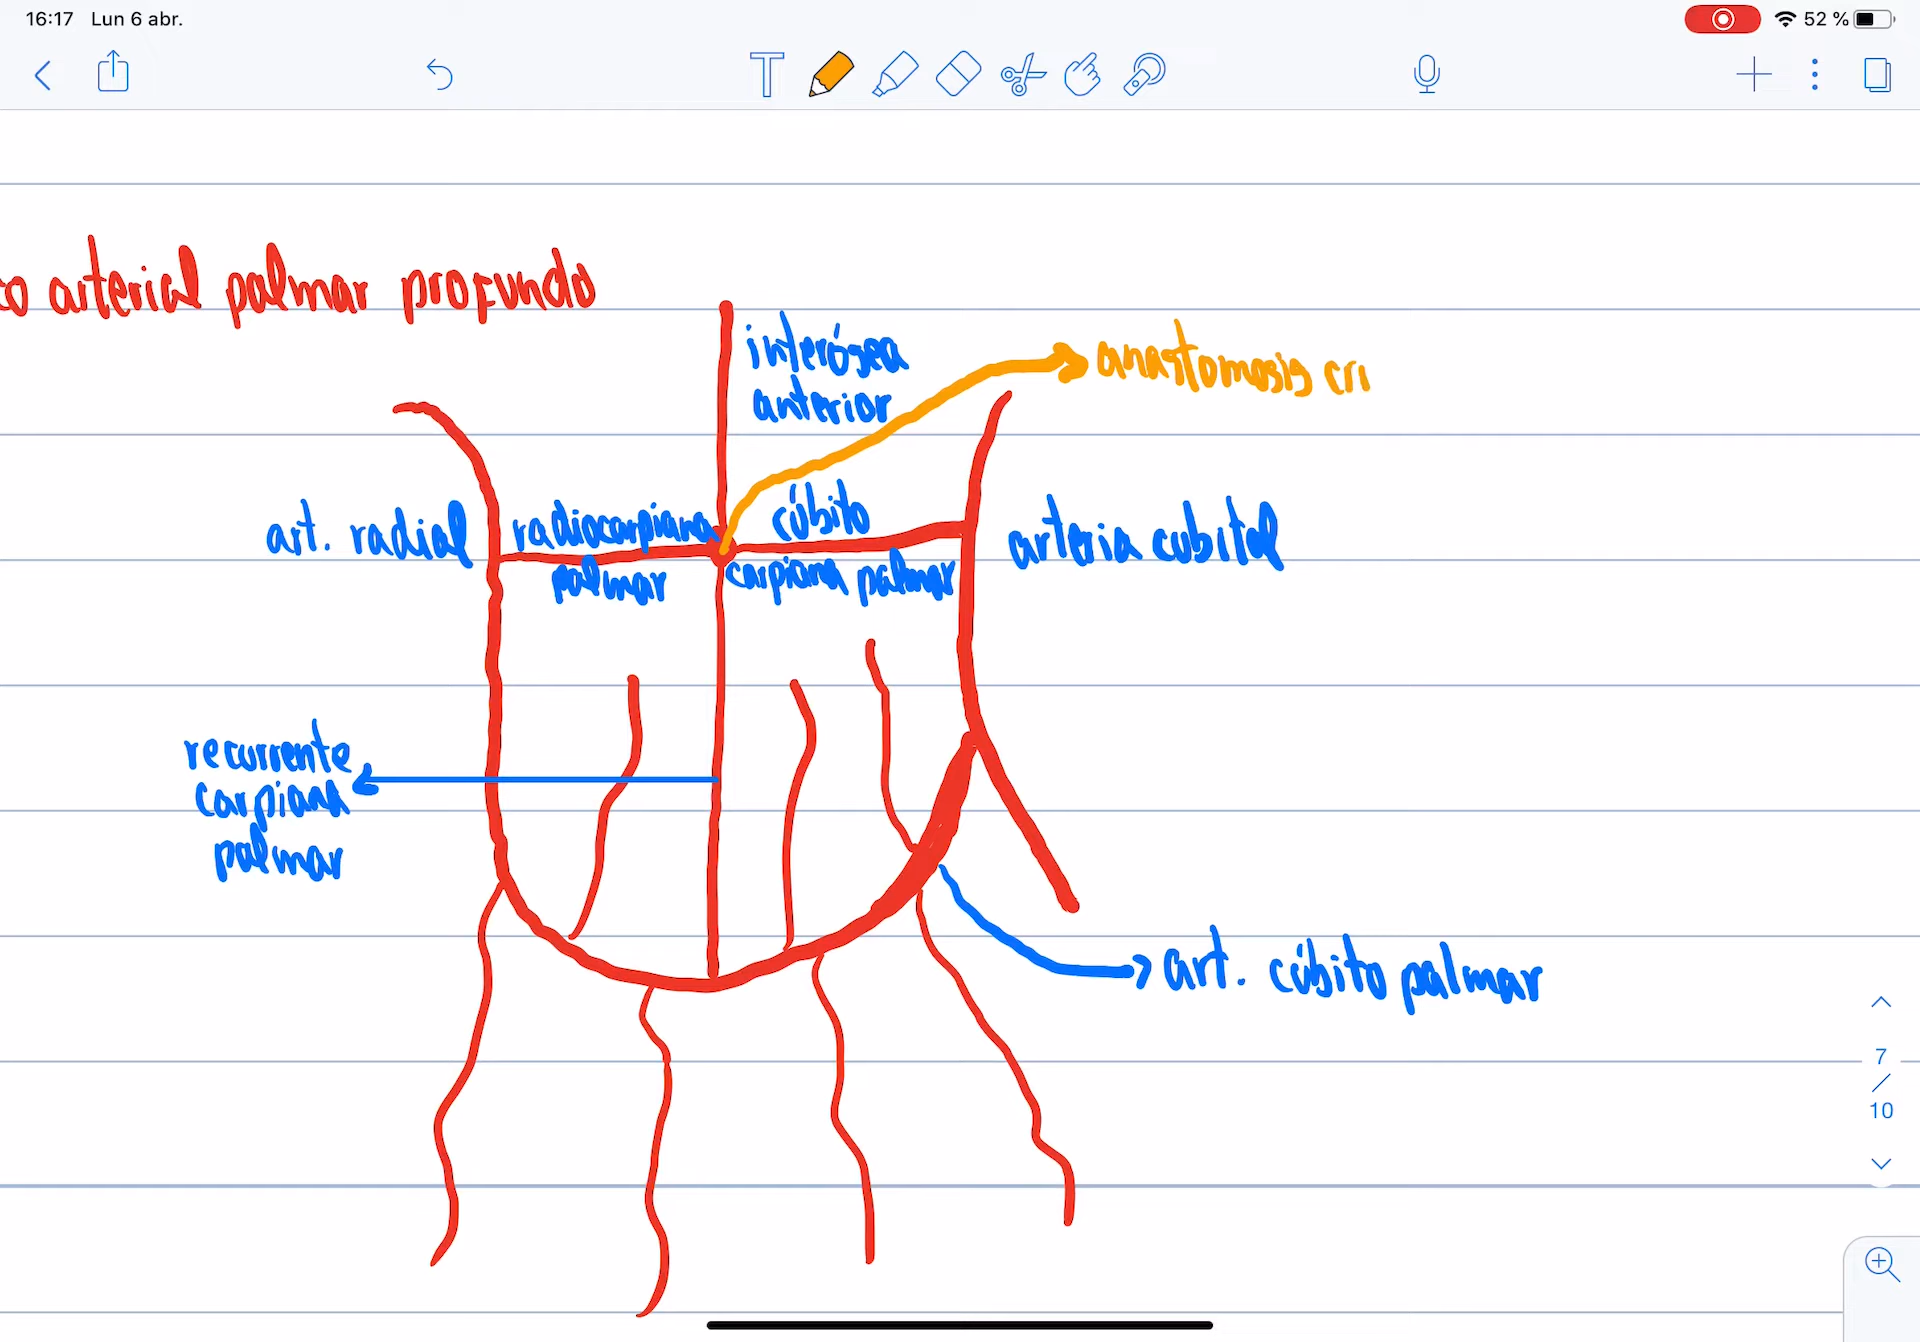 16:17 Lun 6 abr. 52 %
co arterial palmar profundo
interósea
anterior
anastomosis cri
art. radial
radiocarpiana
palmar
cúbito
carpiana palmar
arteria cubital
recurrente
carpiana
palmar
art. cúbito palmar
7
/
10